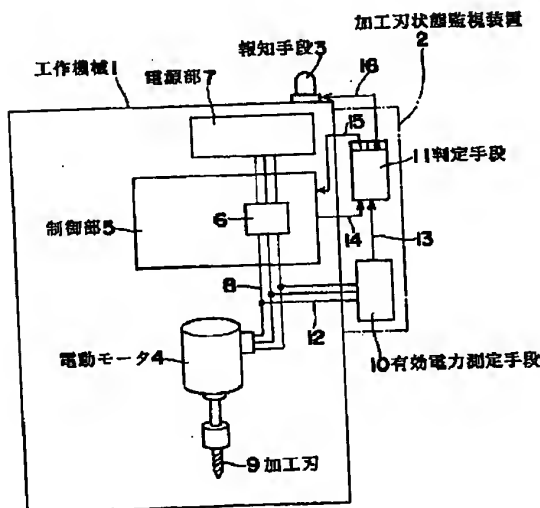 加工刃状態監視装置
2
報知手段3
工作機械1
電源部7
16
15
11判定手段
6
制御部5
14
13
8
12
電動モータ4
10有効電力測定手段
9加工刃